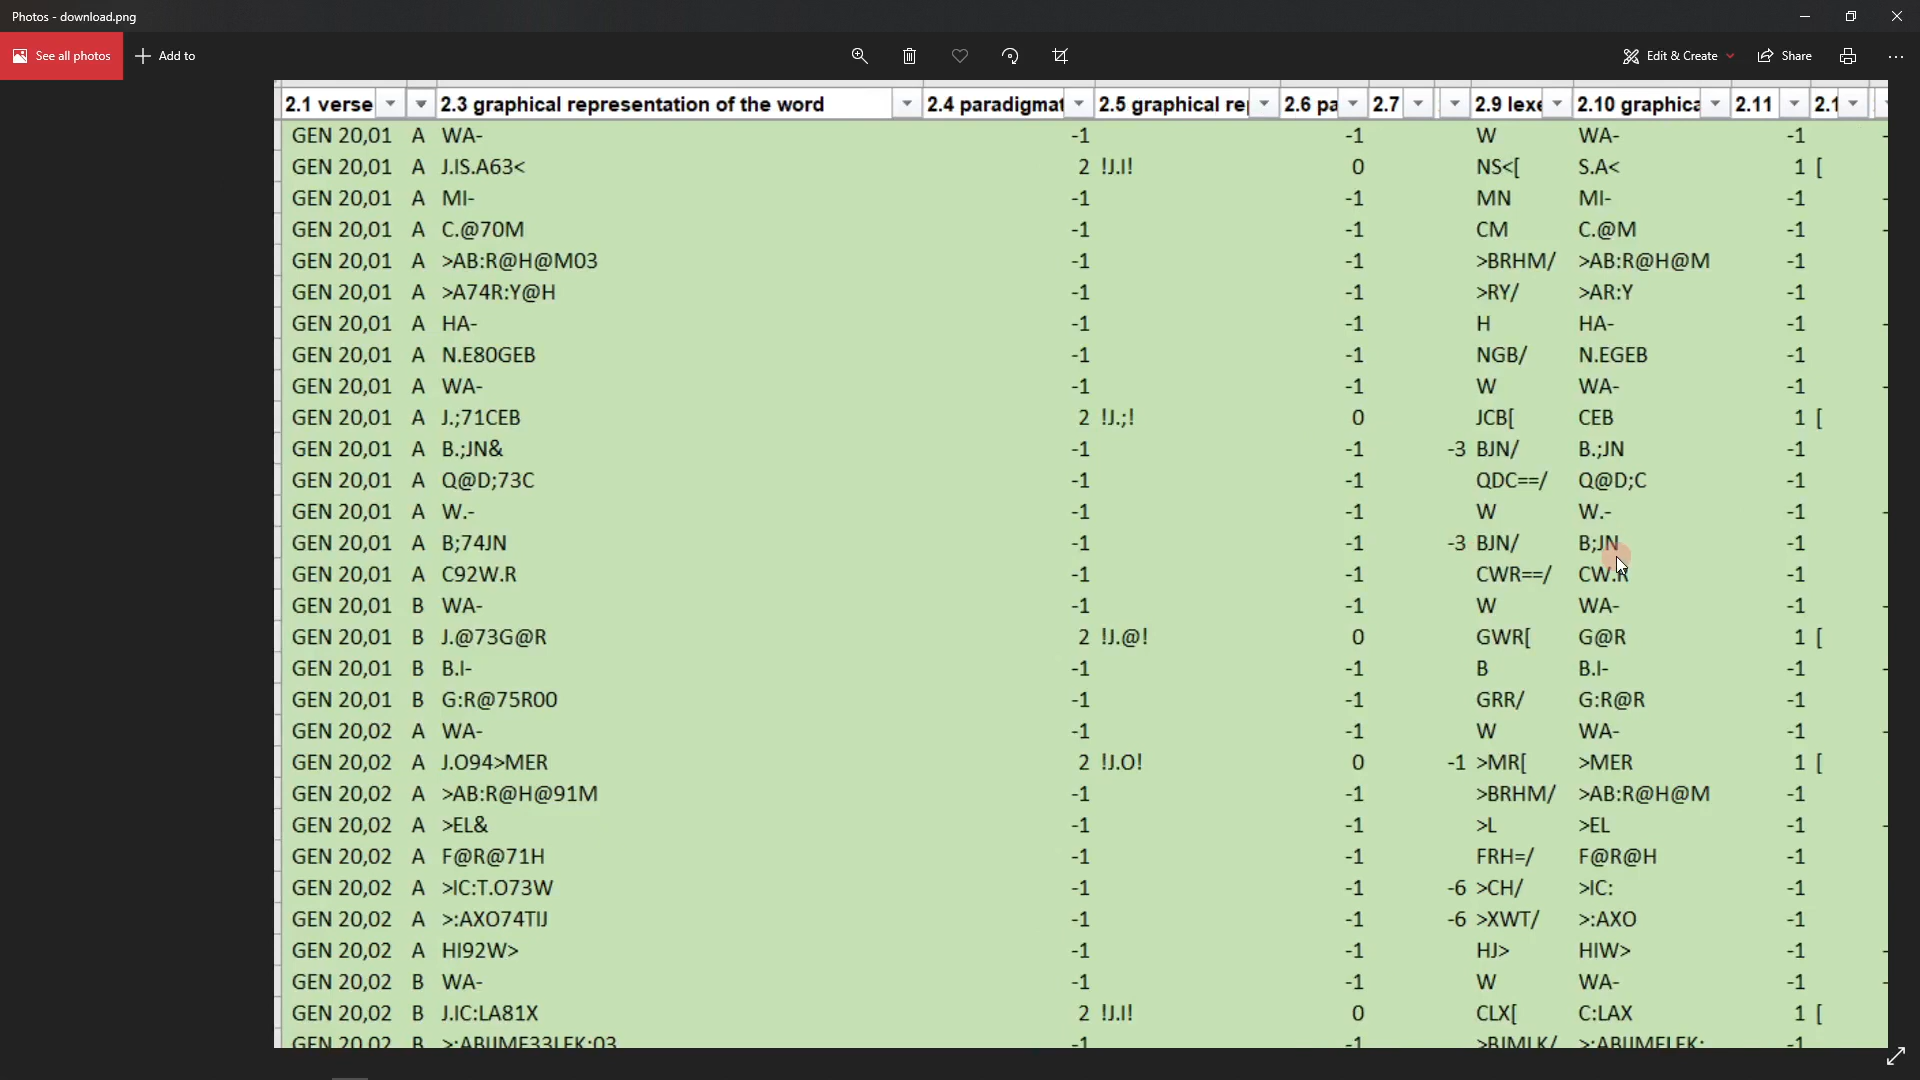 Photos - download.png
See all photos Add to Edit & Create Share
2.1 verse 2.3 graphical representation of the word 2.4 paradigmat 2.5 graphical re 2.6 pa 2.7 2.9 lexe 2.10 graphica 2.11 2.1
GEN 20,01 A WA- -1 -1 W WA- -1
GEN 20,01 A J.IS.A63< 2 !J.I! 0 NS<[ S.A< 1 [
GEN 20,01 A MI- -1 -1 MN MI- -1
GEN 20,01 A C.@70M -1 -1 CM C.@M -1
GEN 20,01 A >AB:R@H@M03 -1 -1 >BRHM/ >AB:R@H@M -1
GEN 20,01 A >A74R:Y@H -1 -1 >RY/ >AR:Y -1
GEN 20,01 A HA- -1 -1 H HA- -1
GEN 20,01 A N.E80GEB -1 -1 NGB/ N.EGEB -1
GEN 20,01 A WA- -1 -1 W WA- -1
GEN 20,01 A J.;71CEB 2 !J.;! 0 JCB[ CEB 1 [
GEN 20,01 A B.;JN& -1 -1 -3 BJN/ B.;JN -1
GEN 20,01 A Q@D;73C -1 -1 QDC==/ Q@D;C -1
GEN 20,01 A W.- -1 -1 W W.- -1
GEN 20,01 A B;74JN -1 -1 -3 BJN/ B;JN -1
GEN 20,01 A C92W.R -1 -1 CWR==/ CW.R -1
GEN 20,01 B WA- -1 -1 W WA- -1
GEN 20,01 B J.@73G@R 2 !J.@! 0 GWR[ G@R 1 [
GEN 20,01 B B.I- -1 -1 B B.I- -1
GEN 20,01 B G:R@75R00 -1 -1 GRR/ G:R@R -1
GEN 20,02 A WA- -1 -1 W WA- -1
GEN 20,02 A J.O94>MER 2 !J.O! 0 -1 >MR[ >MER 1 [
GEN 20,02 A >AB:R@H@91M -1 -1 >BRHM/ >AB:R@H@M -1
GEN 20,02 A >EL& -1 -1 >L >EL -1
GEN 20,02 A F@R@71H -1 -1 FRH=/ F@R@H -1
GEN 20,02 A >IC:T.O73W -1 -1 -6 >CH/ >IC: -1
GEN 20,02 A >:AXO74TIJ -1 -1 -6 >XWT/ >:AXO -1
GEN 20,02 A HI92W> -1 -1 HJ> HIW> -1
GEN 20,02 B WA- -1 -1 W WA- -1
GEN 20,02 B J.IC:LA81X 2 !J.I! 0 CLX[ C:LAX 1 [
GEN 20,02 B >:ABIJME33LEK:03 -1 -1 >BJMLK/ >:ABIJMELEK: -1